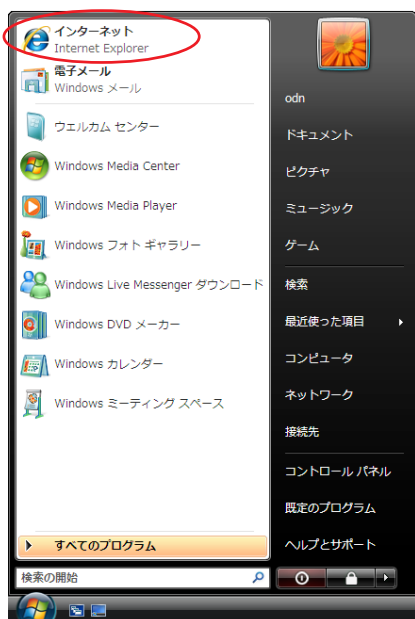 インターネット
Internet Explorer
電子メール
Windows メール
ウェルカム センター
Windows Media Center
Windows Media Player
Windows フォト ギャラリー
Windows Live Messenger ダウンロード
Windows DVD メーカー
Windows カレンダー
Windows ミーティング スペース
すべてのプログラム
検索の開始
odn
ドキュメント
ピクチャ
ミュージック
ゲーム
検索
最近使った項目
コンピュータ
ネットワーク
接続先
コントロール パネル
既定のプログラム
ヘルプとサポート